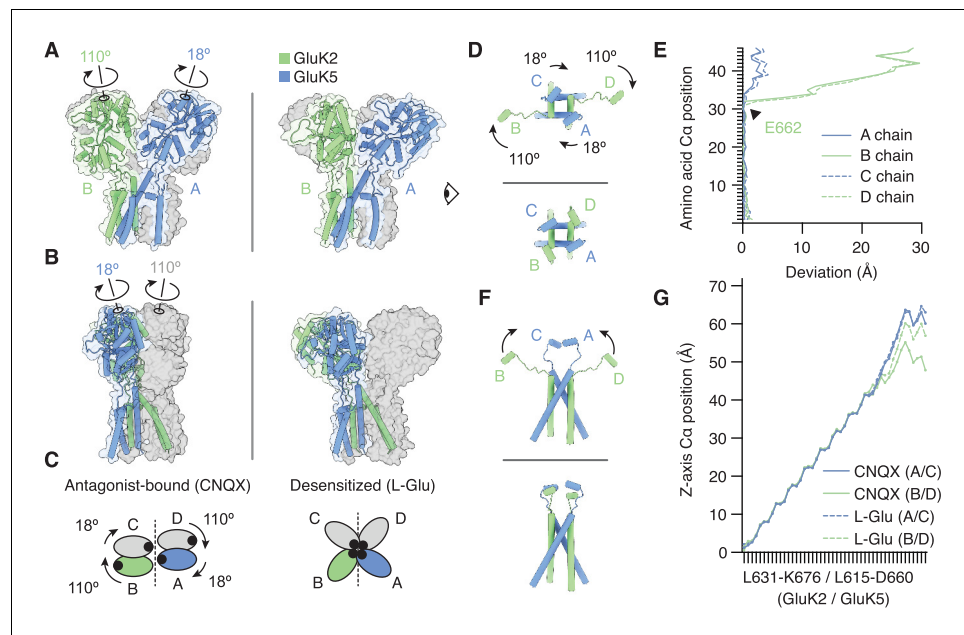 A
110º
18º
GluK2
GluK5
B
A
B
A
B
18º
110º
C
Antagonist-bound (CNQX)
Desensitized (L-Glu)
18º
C
D
110º
110º
B
A
18º
C
D
B
A
D
18º
110º
C
D
B
A
110º
18º
C
D
B
A
E
Amino acid Cα position
40
30
20
10
E662
A chain
B chain
C chain
D chain
0
10
20
30
Deviation (Å)
F
C
A
B
D
G
Z-axis Cα position (Å)
70
60
50
40
30
20
10
0
CNQX (A/C)
CNQX (B/D)
L-Glu (A/C)
L-Glu (B/D)
L631-K676 / L615-D660
(GluK2 / GluK5)